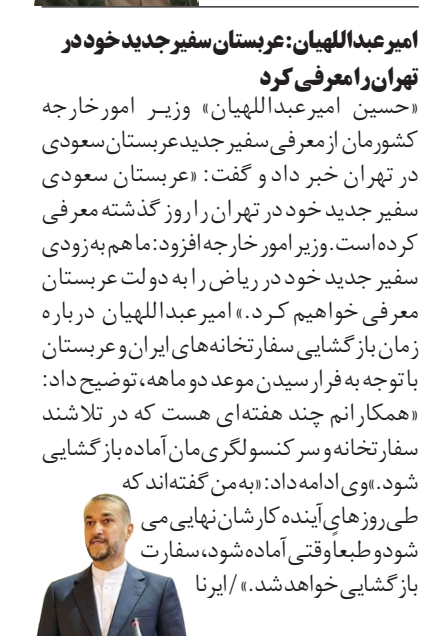 امیرعبداللهیان: عربستان سفیر جدید خود در
تهران را معرفی کرد
«حسین امیرعبداللهیان» وزیر امورخارجه
کشورمان از معرفی سفیر جدید عربستان سعودی
در تهران خبر داد و گفت: «عربستان سعودی
سفیر جدید خود در تهران را روز گذشته معرفی
کرده‌است. وزیر امور خارجه افزود: ما هم به‌زودی
سفیر جدید خود در ریاض را به دولت عربستان
معرفی خواهیم کرد.» امیرعبداللهیان درباره
زمان بازگشایی سفارتخانه‌های ایران و عربستان
با توجه به فرا رسیدن موعد دو ماهه، توضیح داد:
«همکارانم چند هفته‌ای هست که در تلاشند
سفارتخانه و سر کنسولگری‌مان آماده بازگشایی
شود.» وی ادامه داد: «به من گفته‌اند که
طی روزهای آینده کارشان نهایی می
شود و طبعاً وقتی آماده شود، سفارت
بازگشایی خواهد شد.» /ایرنا